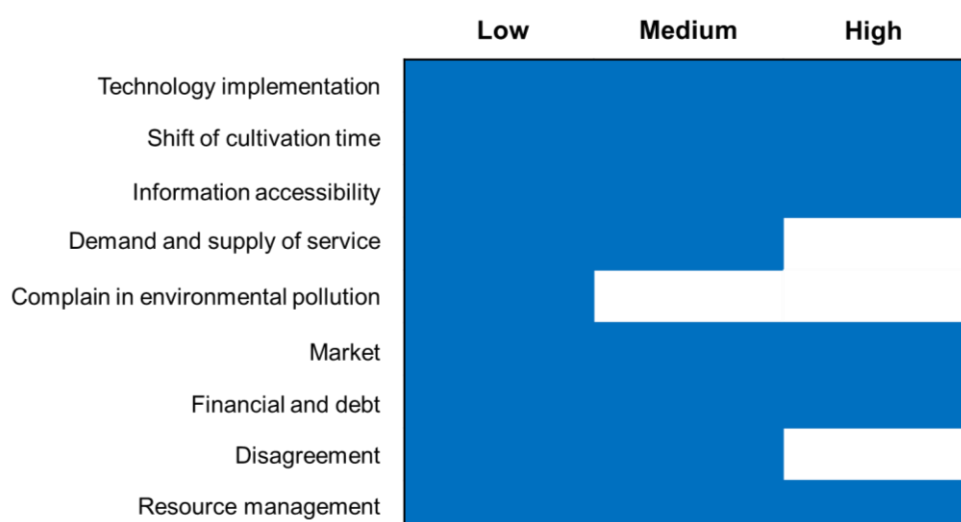 Low Medium High
Technology implementation
Shift of cultivation time
Information accessibility
Demand and supply of service
Complain in environmental pollution
Market
Financial and debt
Disagreement
Resource management